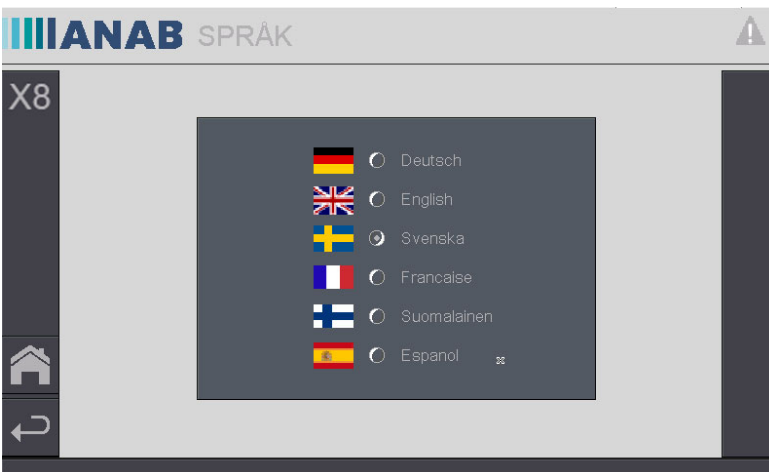 ANAB SPRÅK
X8
Deutsch
English
Svenska
Francaise
Suomalainen
Espanol